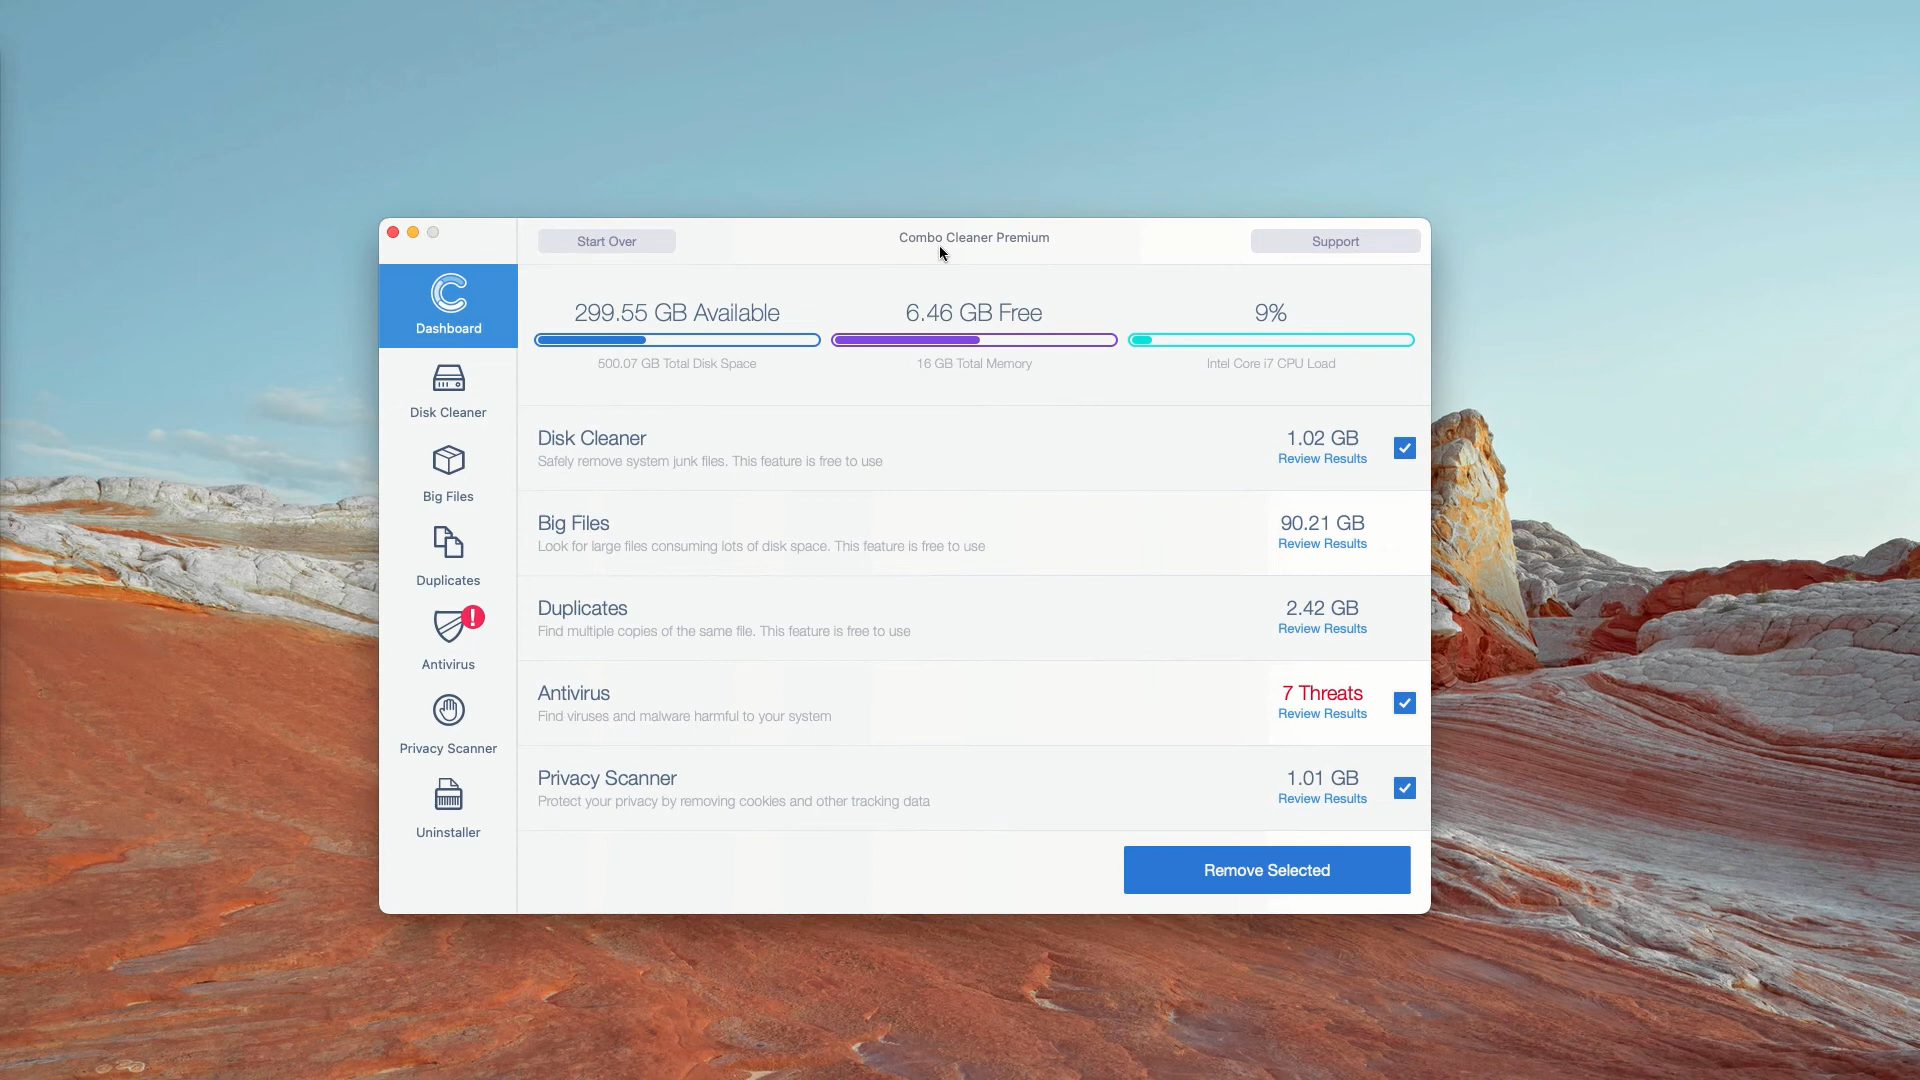 Start Over
Combo Cleaner Premium
Support
Dashboard
Disk Cleaner
Big Files
Duplicates
!
Antivirus
Privacy Scanner
Uninstaller
299.55 GB Available
500.07 GB Total Disk Space
6.46 GB Free
16 GB Total Memory
9%
Intel Core i7 CPU Load
Disk Cleaner
Safely remove system junk files. This feature is free to use
1.02 GB
Review Results
Big Files
Look for large files consuming lots of disk space. This feature is free to use
90.21 GB
Review Results
Duplicates
Find multiple copies of the same file. This feature is free to use
2.42 GB
Review Results
Antivirus
Find viruses and malware harmful to your system
7 Threats
Review Results
Privacy Scanner
Protect your privacy by removing cookies and other tracking data
1.01 GB
Review Results
Remove Selected